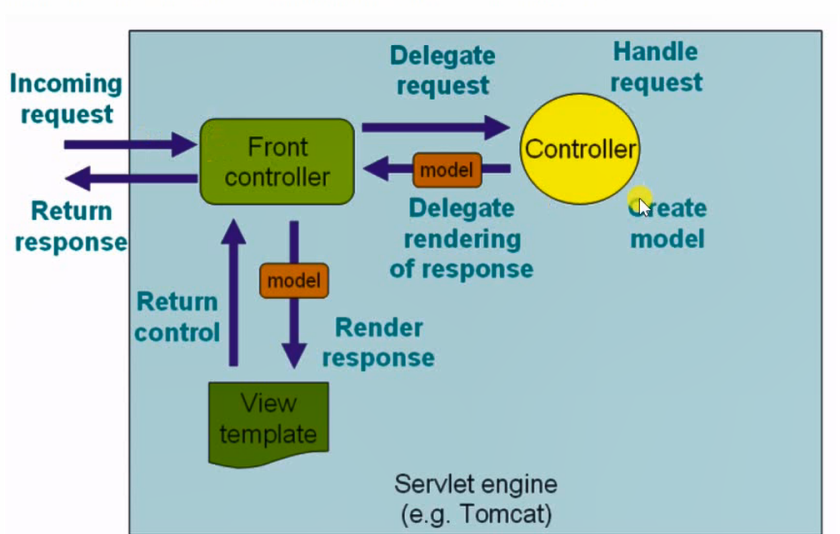 Incoming
request
Return
response
Front
controller
Delegate
request
Handle
request
Controller
model
Delegate
rendering
of response
Create
model
Return
control
model
Render
response
View
template
Servlet engine
(e.g. Tomcat)